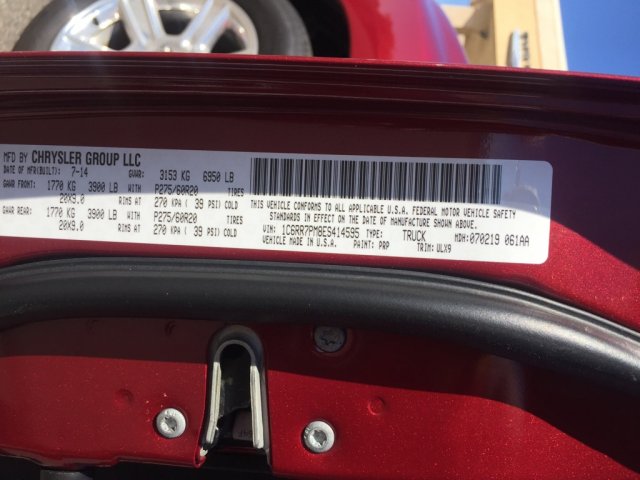 MFD BY CHRYSLER GROUP LLC
DATE OF MFR(BUILT): 7-14 GVWR: 3153 KG 6950 LB
GAWR FRONT: 1770 KG 3900 LB WITH P275/60R20 TIRES
20X9.0 RIMS AT 270 KPA ( 39 PSI) COLD
GAWR REAR: 1770 KG 3900 LB WITH P275/60R20 TIRES
20X9.0 RIMS AT 270 KPA ( 39 PSI) COLD
THIS VEHICLE CONFORMS TO ALL APPLICABLE U.S.A. FEDERAL MOTOR VEHICLE SAFETY
STANDARDS IN EFFECT ON THE DATE OF MANUFACTURE SHOWN ABOVE.
VIN: 1C6RR7PM8ES414595 TYPE: TRUCK MDH: 070219 061AA
PAINT: PRP TRIM: ULX9